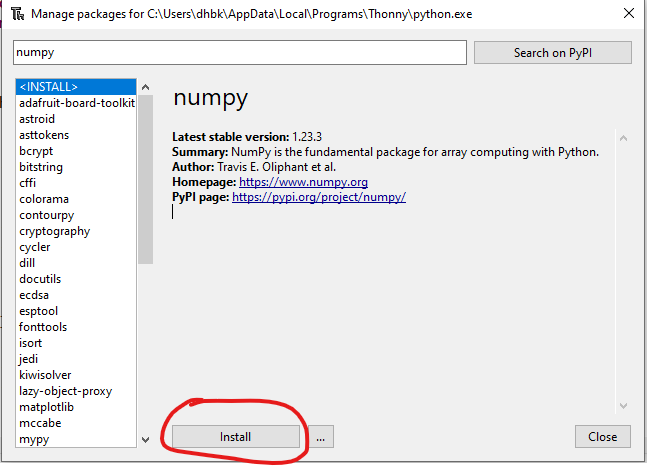 Manage packages for C:\Users\dhbk\AppData\Local\Programs\Thonny\python.exe
numpy
Search on PyPI
<INSTALL>
adafruit-board-toolkit
astroid
asttokens
bcrypt
bitstring
cffi
colorama
contourpy
cryptography
cycler
dill
docutils
ecdsa
esptool
fonttools
isort
jedi
kiwisolver
lazy-object-proxy
matplotlib
mccabe
mypy
numpy
Latest stable version: 1.23.3
Summary: NumPy is the fundamental package for array computing with Python.
Author: Travis E. Oliphant et al.
Homepage: https://www.numpy.org
PyPI page: https://pypi.org/project/numpy/
Install
...
Close